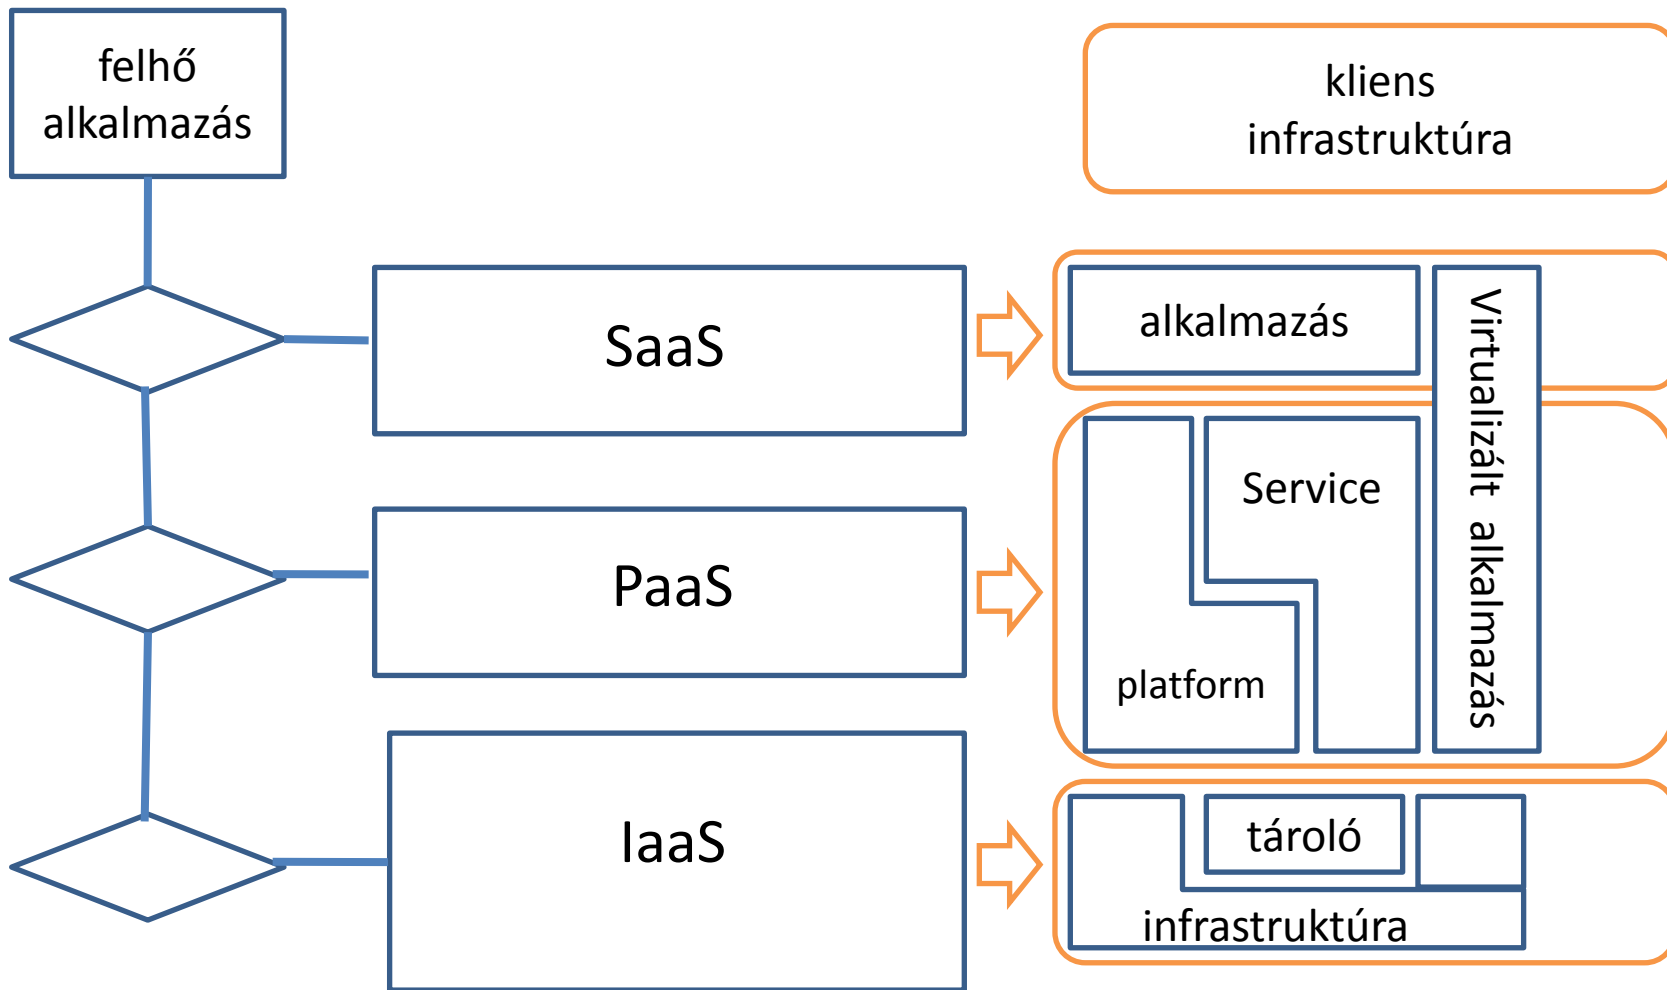 felhő
alkalmazás
kliens
infrastruktúra
SaaS
alkalmazás
Virtualizált alkalmazás
Service
PaaS
platform
IaaS
tároló
infrastruktúra